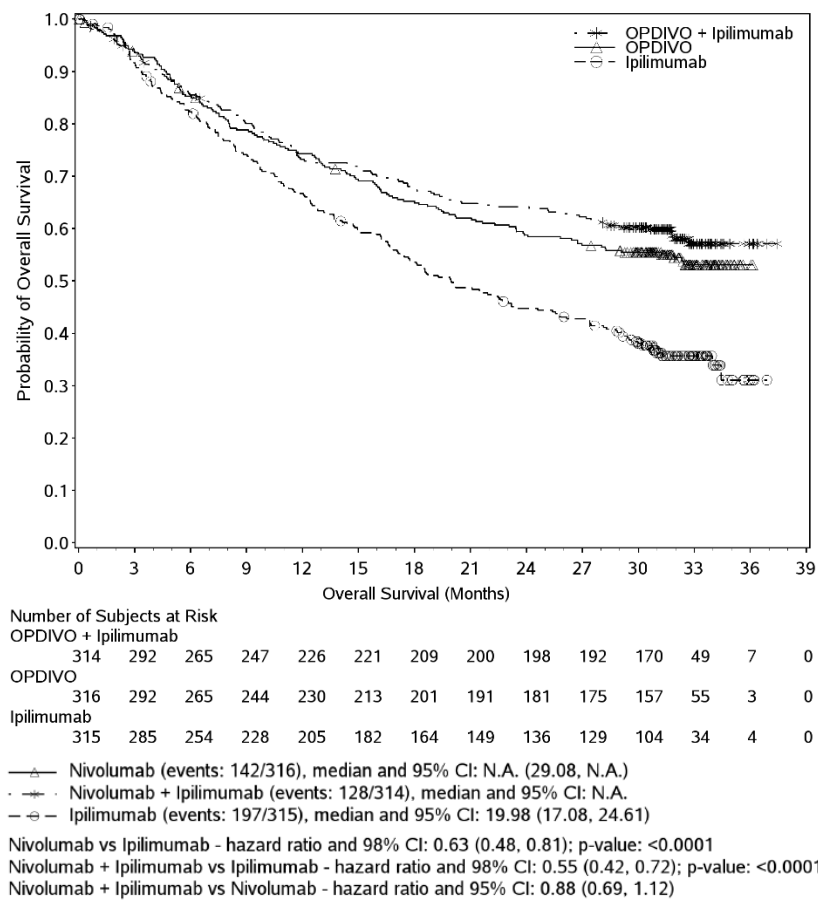 1.0
0.9
0.8
0.7
0.6
0.5
0.4
0.3
0.2
0.1
0.0
Probability of Overall Survival
OPDIVO + Ipilimumab
OPDIVO
Ipilimumab
0 3 6 9 12 15 18 21 24 27 30 33 36 39
Overall Survival (Months)
Number of Subjects at Risk
OPDIVO + Ipilimumab
314 292 265 247 226 221 209 200 198 192 170 49 7 0
OPDIVO
316 292 265 244 230 213 201 191 181 175 157 55 3 0
Ipilimumab
315 285 254 228 205 182 164 149 136 129 104 34 4 0
Nivolumab (events: 142/316), median and 95% CI: N.A. (29.08, N.A.)
Nivolumab + Ipilimumab (events: 128/314), median and 95% CI: N.A.
Ipilimumab (events: 197/315), median and 95% CI: 19.98 (17.08, 24.61)
Nivolumab vs Ipilimumab - hazard ratio and 98% CI: 0.63 (0.48, 0.81); p-value: <0.0001
Nivolumab + Ipilimumab vs Ipilimumab - hazard ratio and 98% CI: 0.55 (0.42, 0.72); p-value: <0.0001
Nivolumab + Ipilimumab vs Nivolumab - hazard ratio and 95% CI: 0.88 (0.69, 1.12)